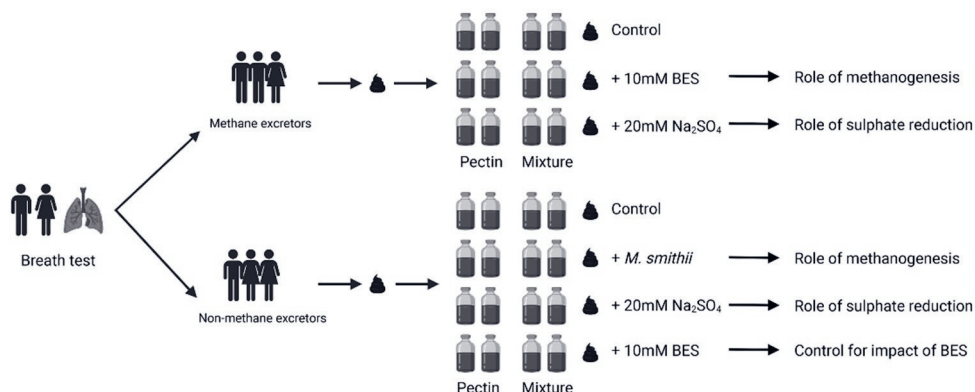 Control
+ 10mM BES
Role of methanogenesis
Methane excretors
+ 20mM Na₂SO₄
Role of sulphate reduction
Pectin
Mixture
Breath test
Control
+ M. smithii
Role of methanogenesis
Non-methane excretors
+ 20mM Na₂SO₄
Role of sulphate reduction
+ 10mM BES
Control for impact of BES
Pectin
Mixture